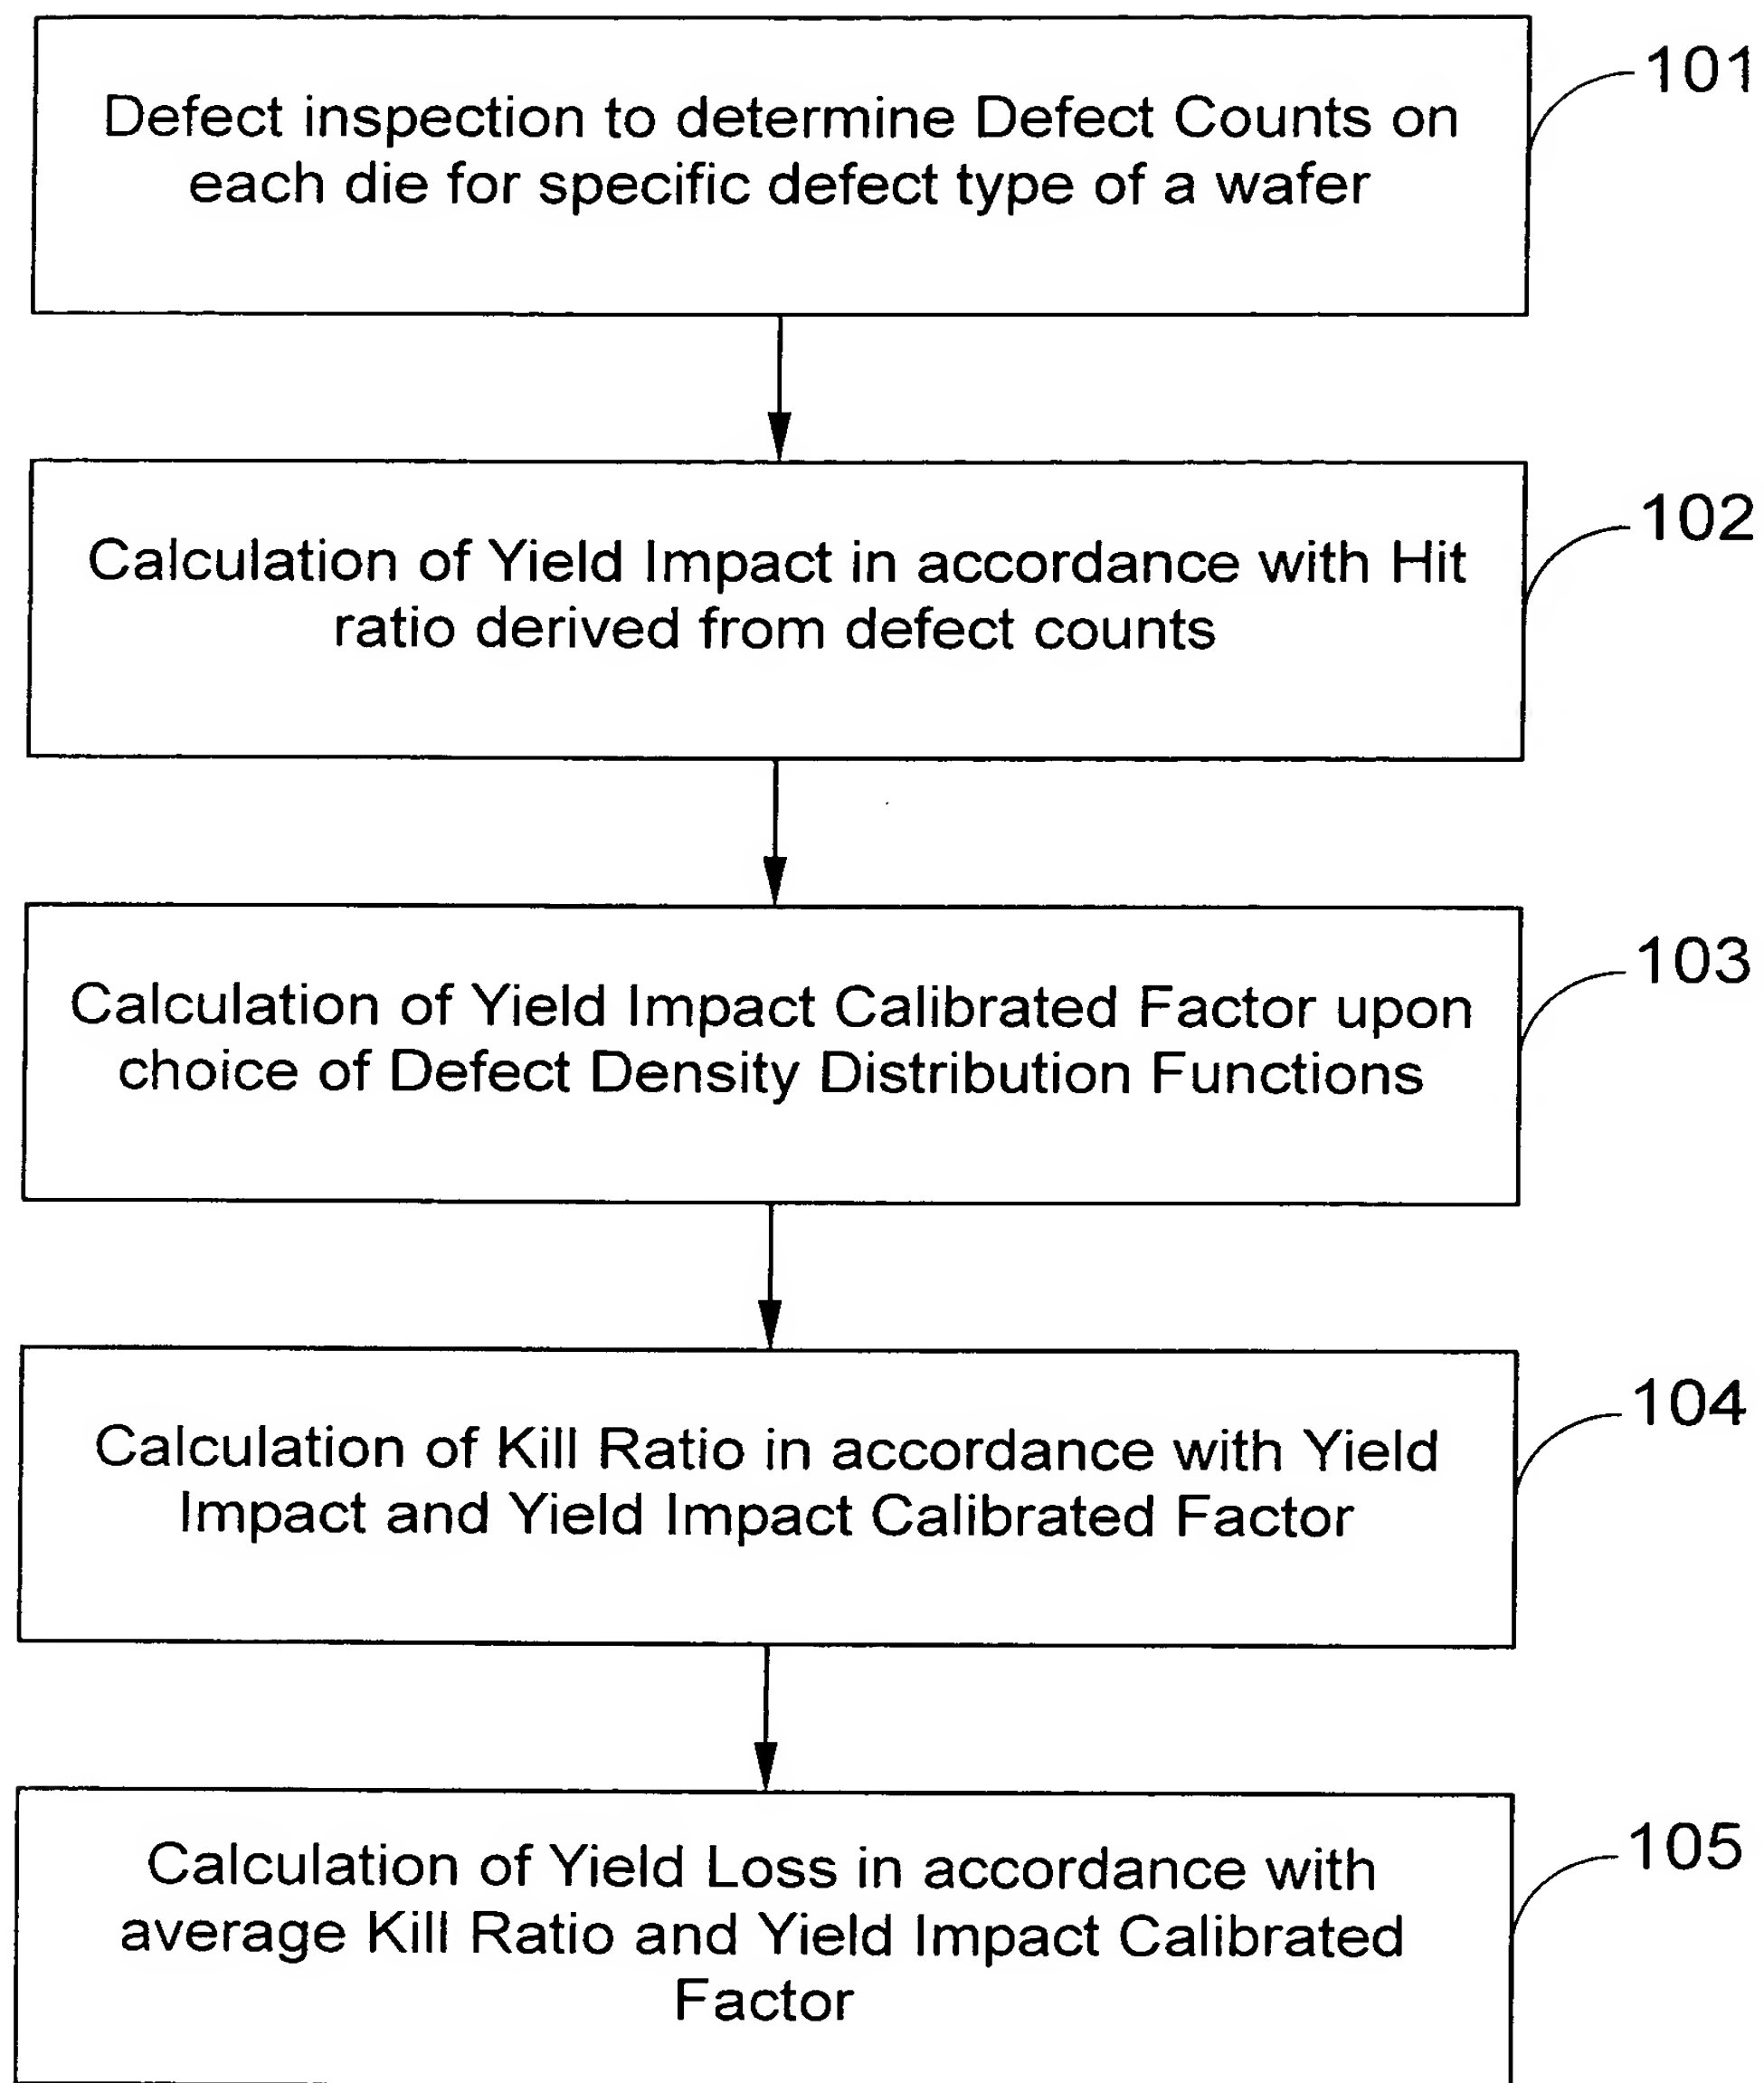 101
Defect inspection to determine Defect Counts on
each die for specific defect type of a wafer
102
Calculation of Yield Impact in accordance with Hit
ratio derived from defect counts
103
Calculation of Yield Impact Calibrated Factor upon
choice of Defect Density Distribution Functions
104
Calculation of Kill Ratio in accordance with Yield
Impact and Yield Impact Calibrated Factor
105
Calculation of Yield Loss in accordance with
average Kill Ratio and Yield Impact Calibrated
Factor